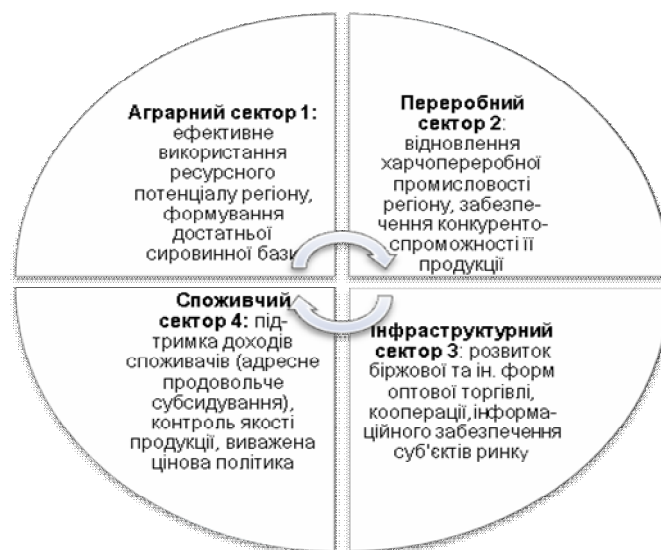 Аграрний сектор 1:
ефективне
використання
ресурсного
потенціалу регіону,
формування
достатньої
сировинної бази
Переробний
сектор 2:
відновлення
харчопереробної
промисловості
регіону, забезпе-
чення конкуренто-
спроможності її
продукції
Споживчий
сектор 4: під-
тримка доходів
споживачів (адресне
продовольче
субсидування),
контроль якості
продукції, виважена
цінова політика
Інфраструктурний
сектор 3: розвиток
біржової та ін. форм
оптової торгівлі,
кооперації, інформа-
ційного забезпечення
суб'єктів ринку